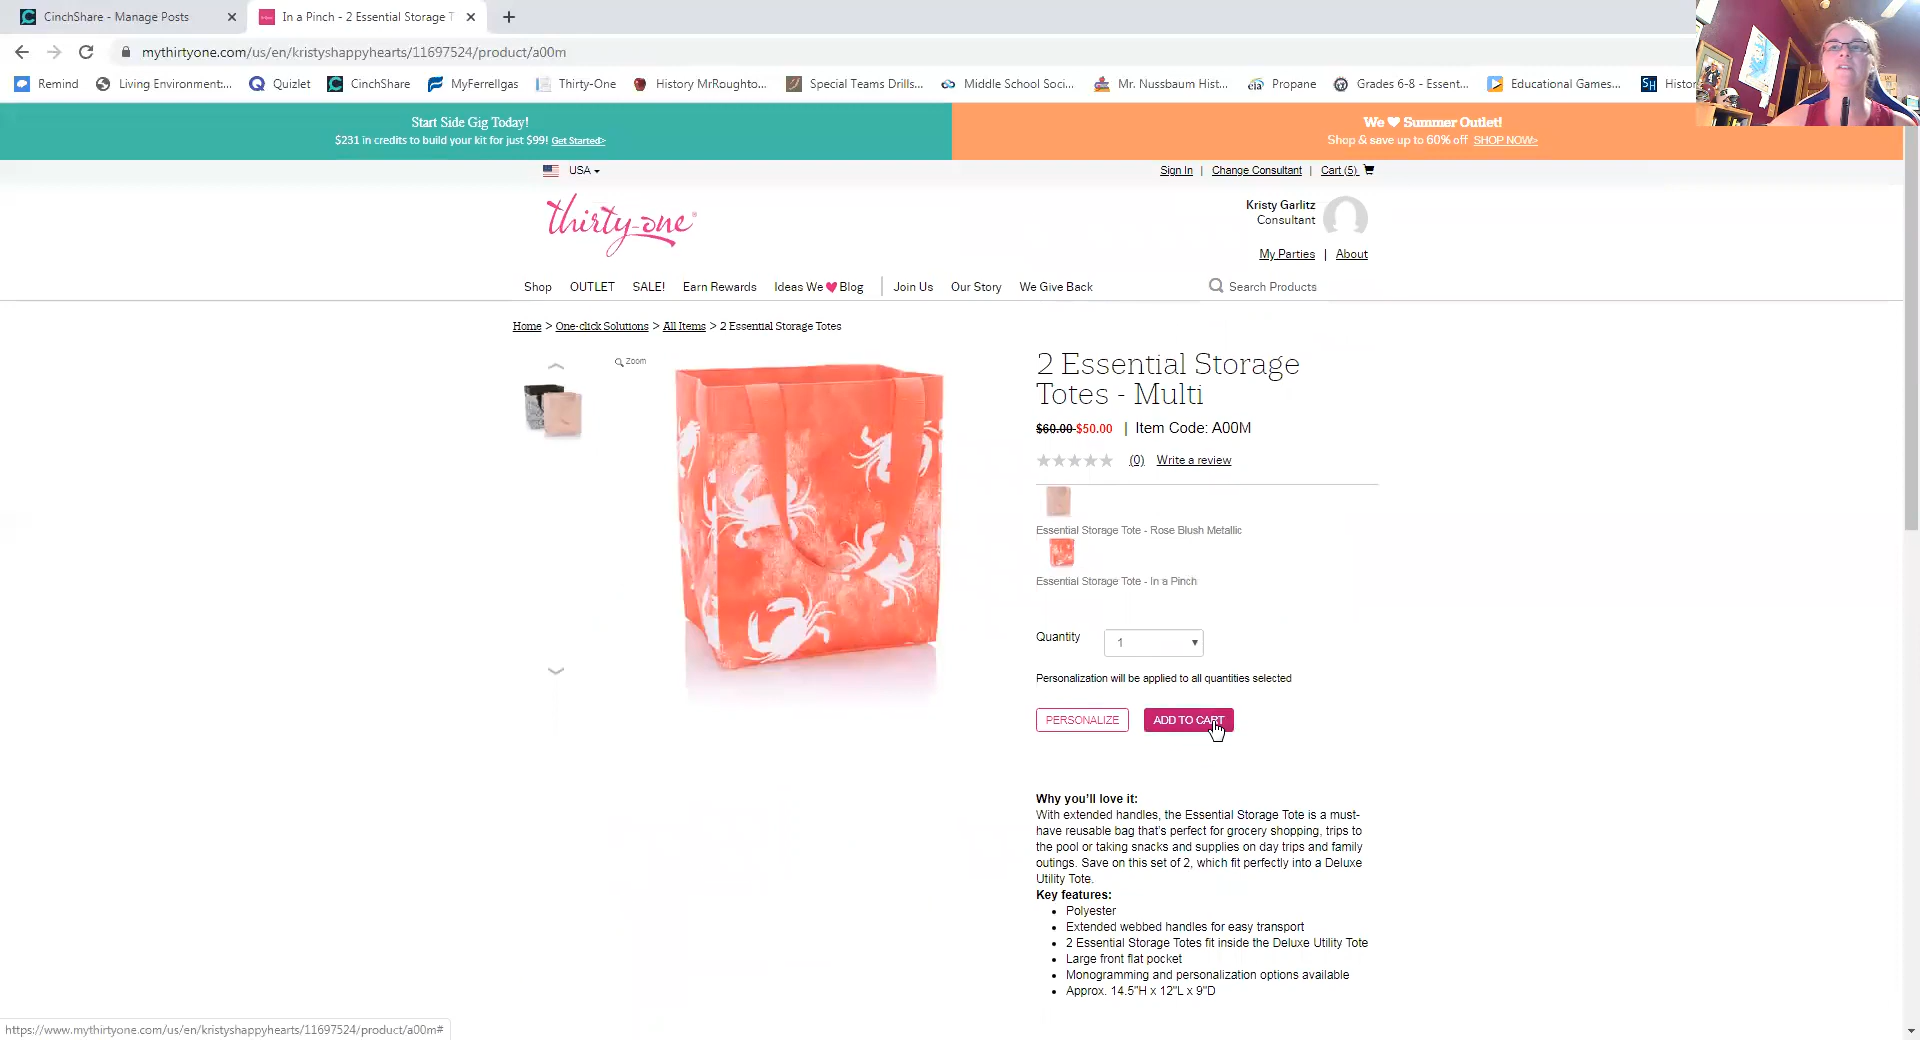 CinchShare - Manage Posts
In a Pinch - 2 Essential Storage T
mythirtyone.com/us/en/kristyshappyhearts/11697524/product/a00m
Remind
Living Environment:...
Quizlet
CinchShare
MyFerrellgas
Thirty-One
History MrRoughto...
Special Teams Drills...
Middle School Soci...
Mr. Nussbaum Hist...
eia Propane
Grades 6-8 - Essent...
Educational Games...
SH Histor
Start Side Gig Today!
$231 in credits to build your kit for just $99! Get Started>
We ❤ Summer Outlet!
Shop & save up to 60% off SHOP NOW>
USA
Sign In | Change Consultant | Cart (5)
thirty-one®
Kristy Garlitz
Consultant
My Parties | About
Shop OUTLET SALE! Earn Rewards Ideas We ❤ Blog Join Us Our Story We Give Back Search Products
Home > One-click Solutions > All Items > 2 Essential Storage Totes
Zoom
2 Essential Storage
Totes - Multi
$60.00 $50.00 | Item Code: A00M
(0) Write a review
Essential Storage Tote - Rose Blush Metallic
Essential Storage Tote - In a Pinch
Quantity 1
Personalization will be applied to all quantities selected
PERSONALIZE ADD TO CART
Why you'll love it:
With extended handles, the Essential Storage Tote is a must-
have reusable bag that's perfect for grocery shopping, trips to
the pool or taking snacks and supplies on day trips and family
outings. Save on this set of 2, which fit perfectly into a Deluxe
Utility Tote.
Key features:
• Polyester
• Extended webbed handles for easy transport
• 2 Essential Storage Totes fit inside the Deluxe Utility Tote
• Large front flat pocket
• Monogramming and personalization options available
• Approx. 14.5"H x 12"L x 9"D
https://www.mythirtyone.com/us/en/kristyshappyhearts/11697524/product/a00m#